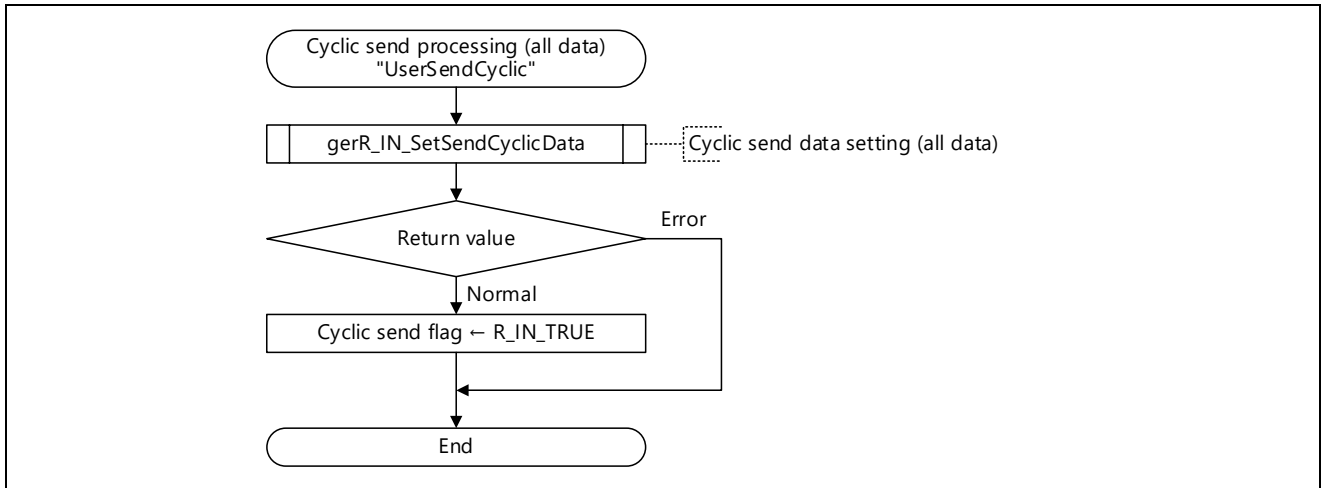 Cyclic send processing (all data)
"UserSendCyclic"
gerR_IN_SetSendCyclicData
Cyclic send data setting (all data)
Return value
Error
Normal
Cyclic send flag ← R_IN_TRUE
End